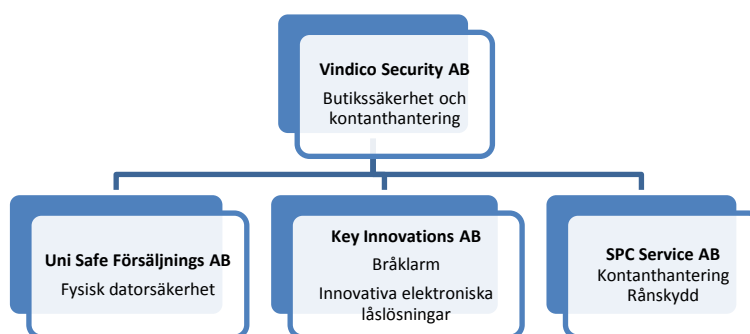 Vindico Security AB
Butikssäkerhet och
kontanthantering
Uni Safe Försäljnings AB
Fysisk datorsäkerhet
Key Innovations AB
Bråklarm
Innovativa elektroniska
låslösningar
SPC Service AB
Kontanthantering
Rånskydd